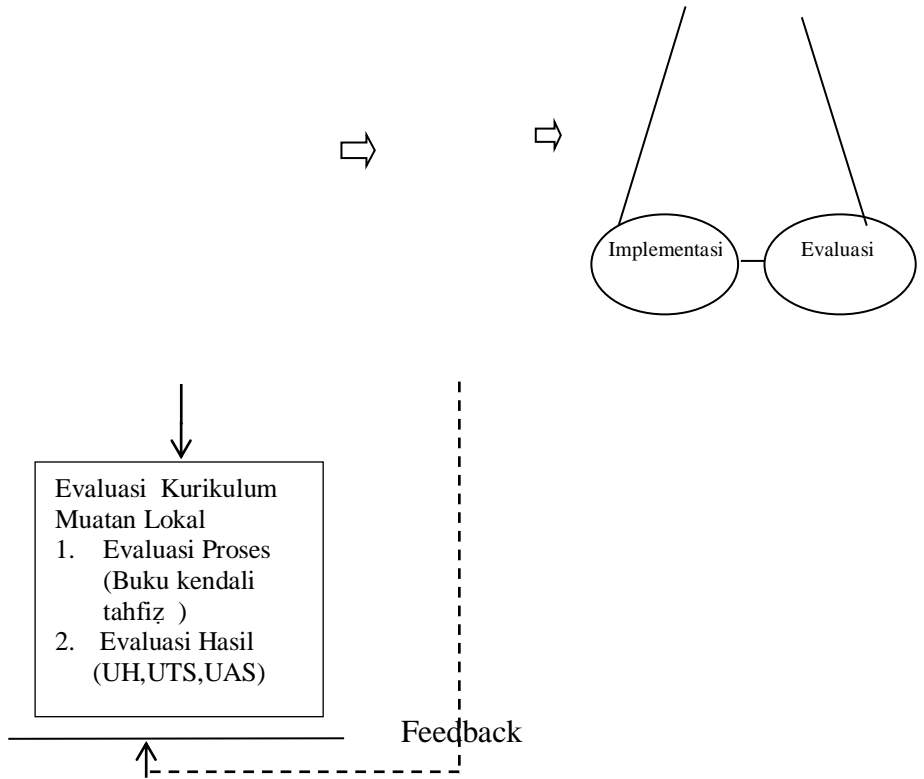 Implementasi
Evaluasi
Evaluasi Kurikulum
Muatan Lokal
1. Evaluasi Proses
(Buku kendali
tahfiẓ )
2. Evaluasi Hasil
(UH,UTS,UAS)
Feedback